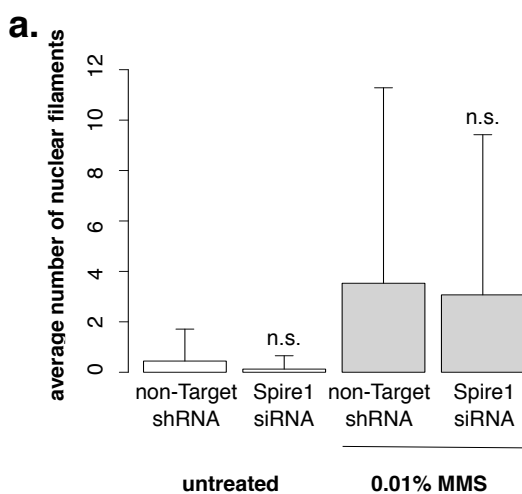 a.
average number of nuclear filaments
12
10
8
6
4
2
0
n.s.
n.s.
non-Target Spire1 non-Target Spire1
shRNA siRNA shRNA siRNA
untreated 0.01% MMS